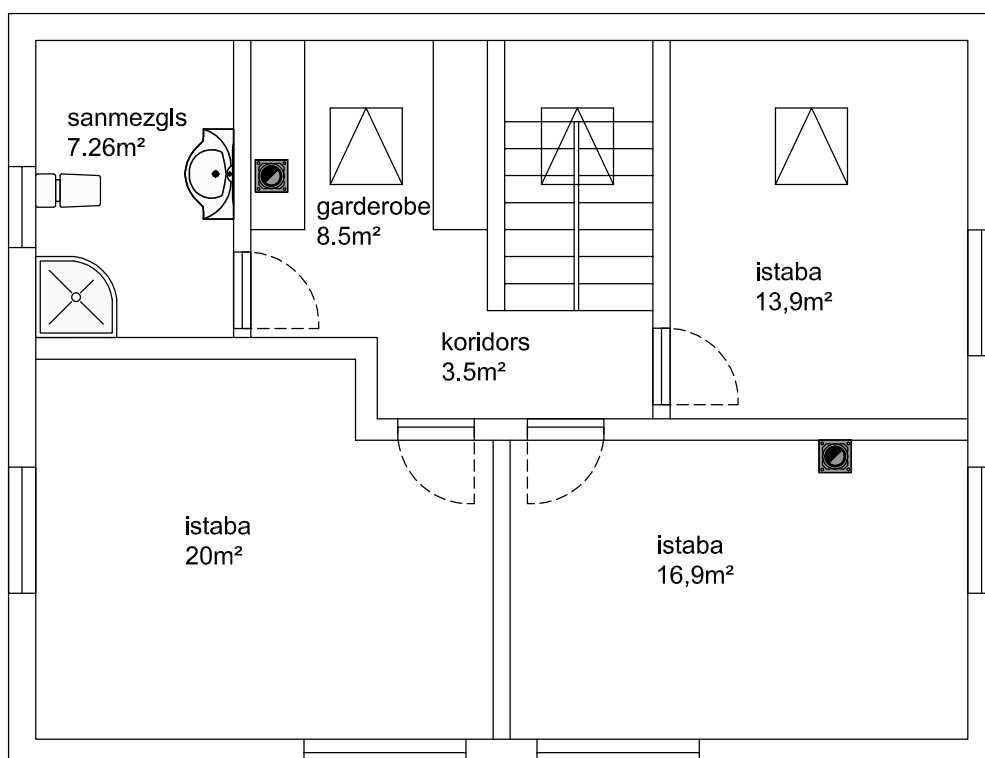 sanmezgls
7.26m²
garderobe
8.5m²
istaba
13,9m²
koridors
3.5m²
istaba
20m²
istaba
16,9m²